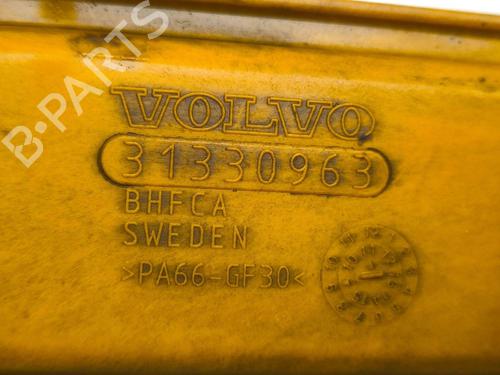 B-PARTS
VOLVO
31330963
BHFCA
SWEDEN
>PA66-GF30<